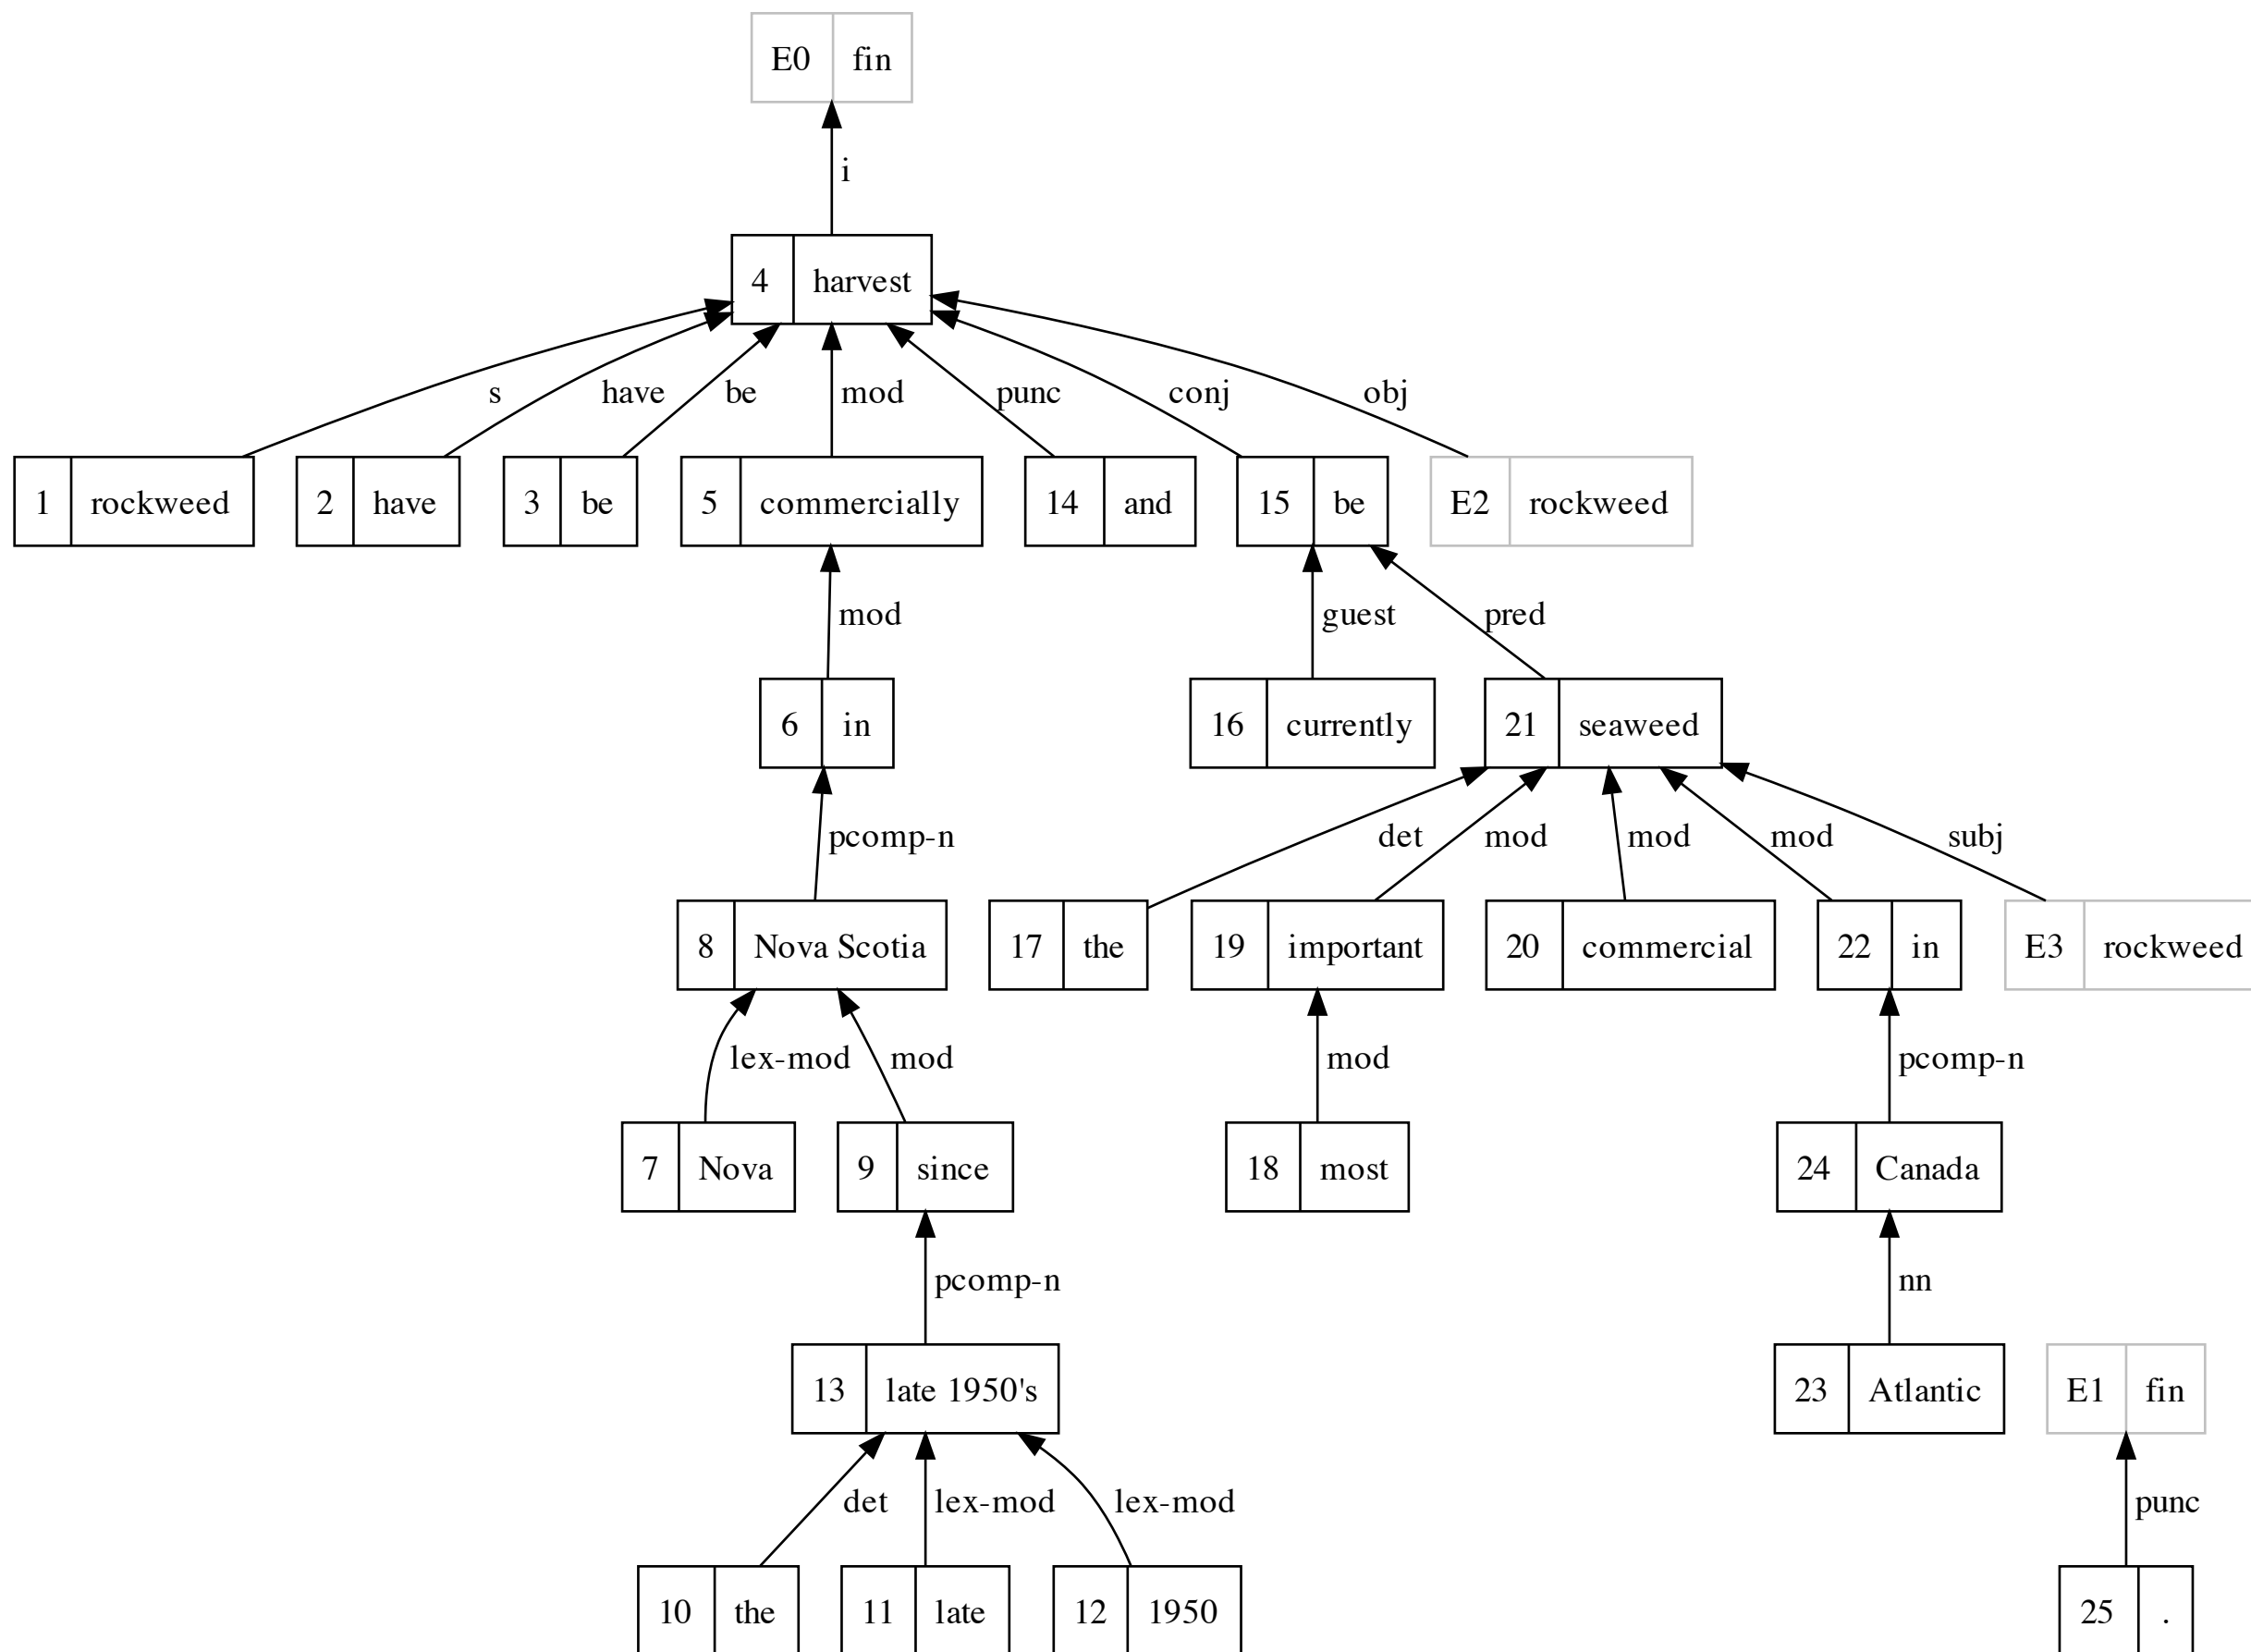 E0 fin
i
4 harvest
s have be mod punc conj obj
1 rockweed 2 have 3 be 5 commercially 14 and 15 be E2 rockweed
mod guest pred
6 in 16 currently 21 seaweed
pcomp-n det mod mod mod subj
8 Nova Scotia 17 the 19 important 20 commercial 22 in E3 rockweed
lex-mod mod mod pcomp-n
7 Nova 9 since 18 most 24 Canada
pcomp-n nn
13 late 1950's 23 Atlantic E1 fin
det lex-mod lex-mod punc
10 the 11 late 12 1950 25 .